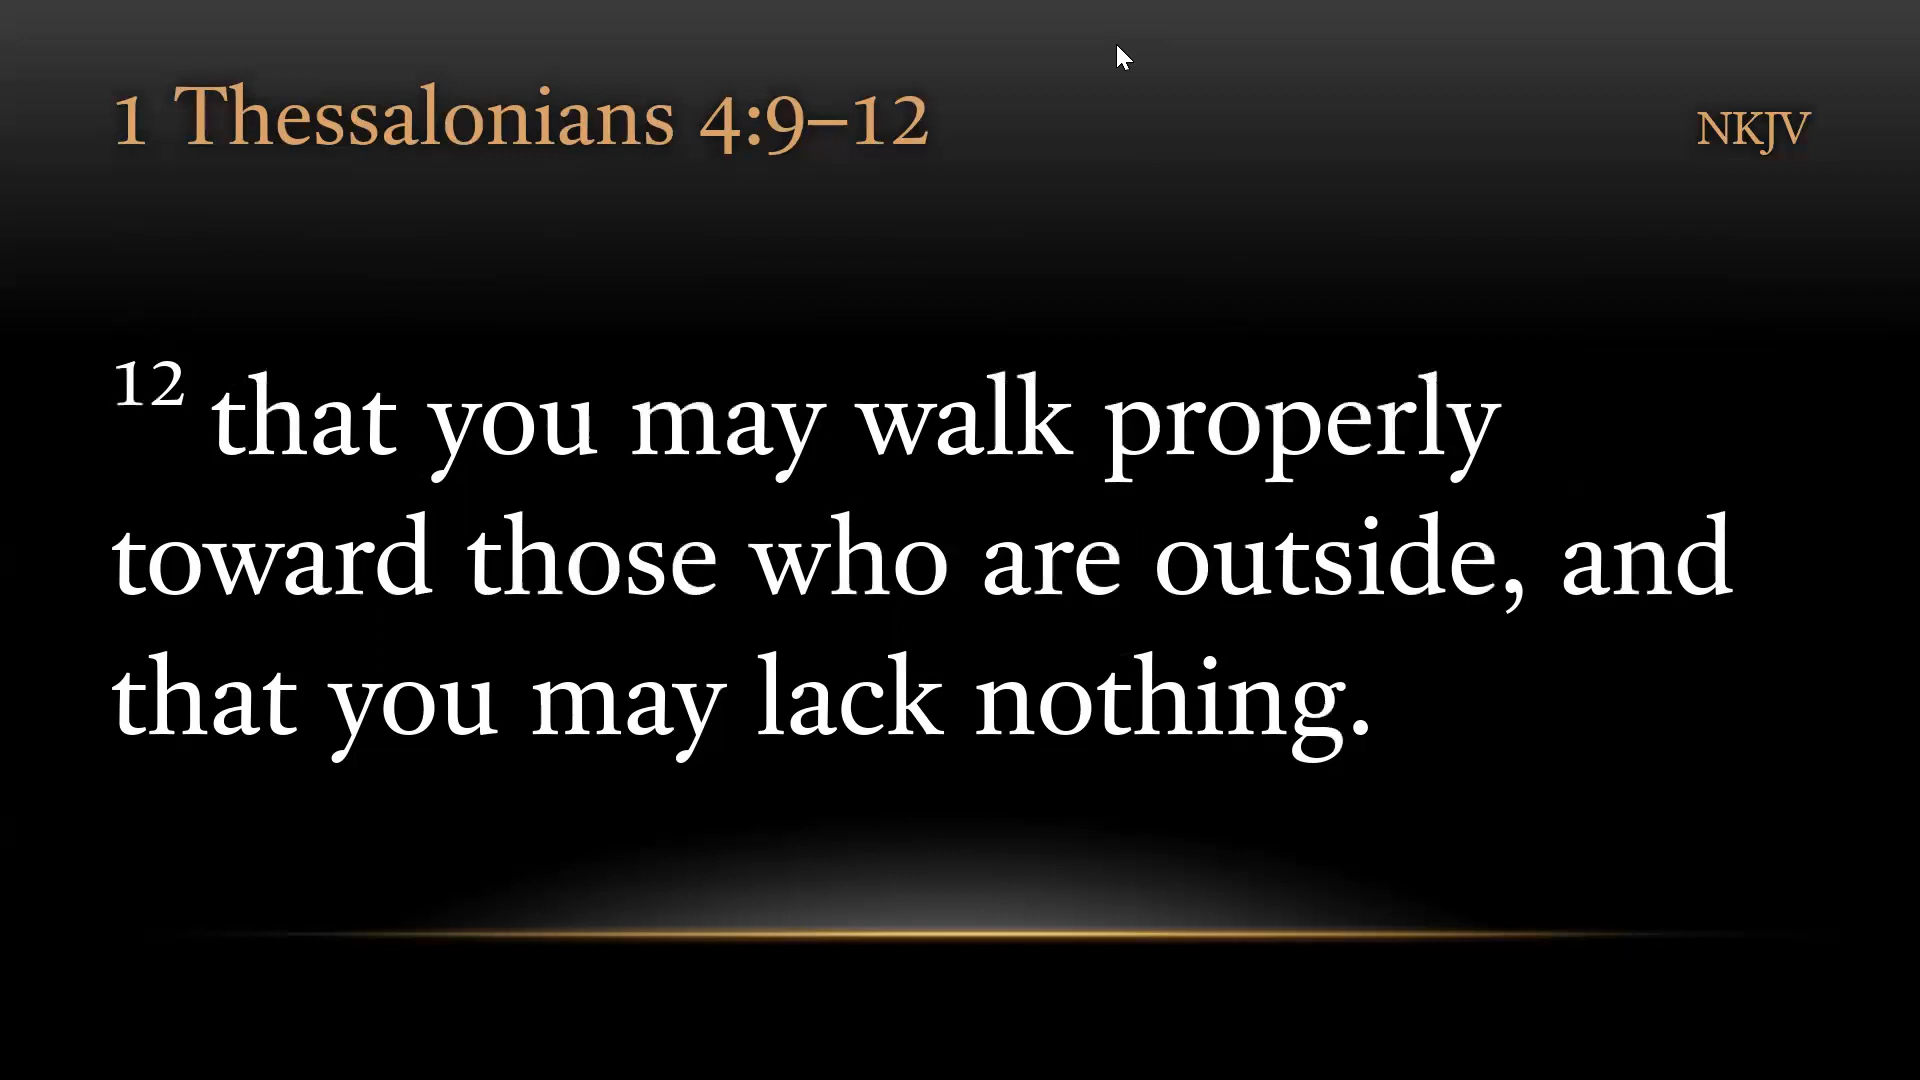 1 Thessalonians 4:9–12
NKJV
12 that you may walk properly
toward those who are outside, and
that you may lack nothing.